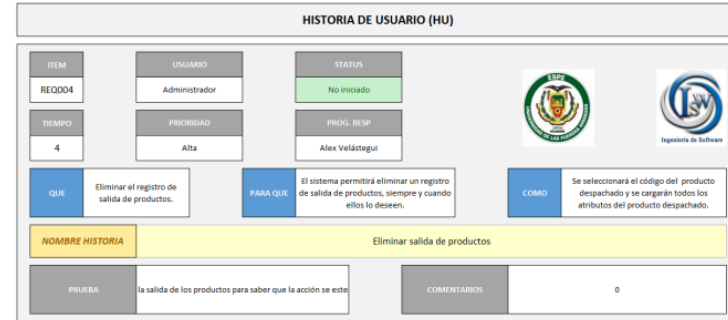 HISTORIA DE USUARIO (HU)
ITEM USUARIO STATUS
REQ004 Administrador No iniciado
TIEMPO PRIORIDAD PROG. RESP
4 Alta Alex Velástegui
ESPE
Ingeniería de Software
QUE
Eliminar el registro de
salida de productos.
PARA QUE
El sistema permitirá eliminar un registro
de salida de productos, siempre y cuando
ellos lo deseen.
COMO
Se seleccionará el código del producto
despachado y se cargarán todos los
atributos del producto despachado.
NOMBRE HISTORIA Eliminar salida de productos
PRUEBA la salida de los productos para saber que la acción se este
COMENTARIOS 0